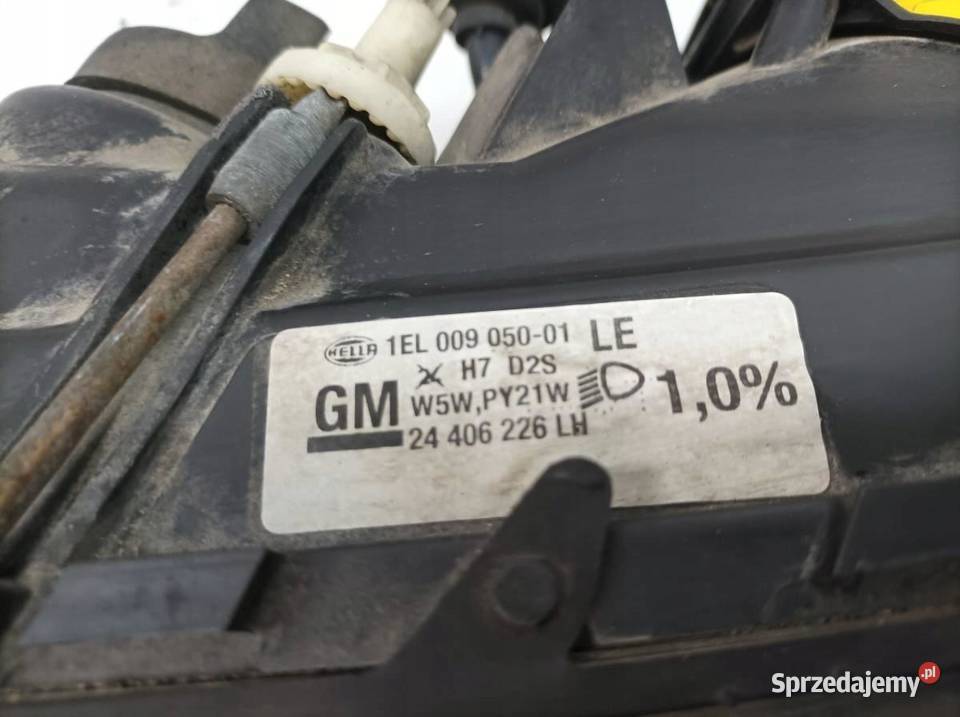 HELLA 1EL 009 050-01 LE
H7 D2S
GM W5W,PY21W 1,0%
24 406 226 LH
Sprzedajemy.pl